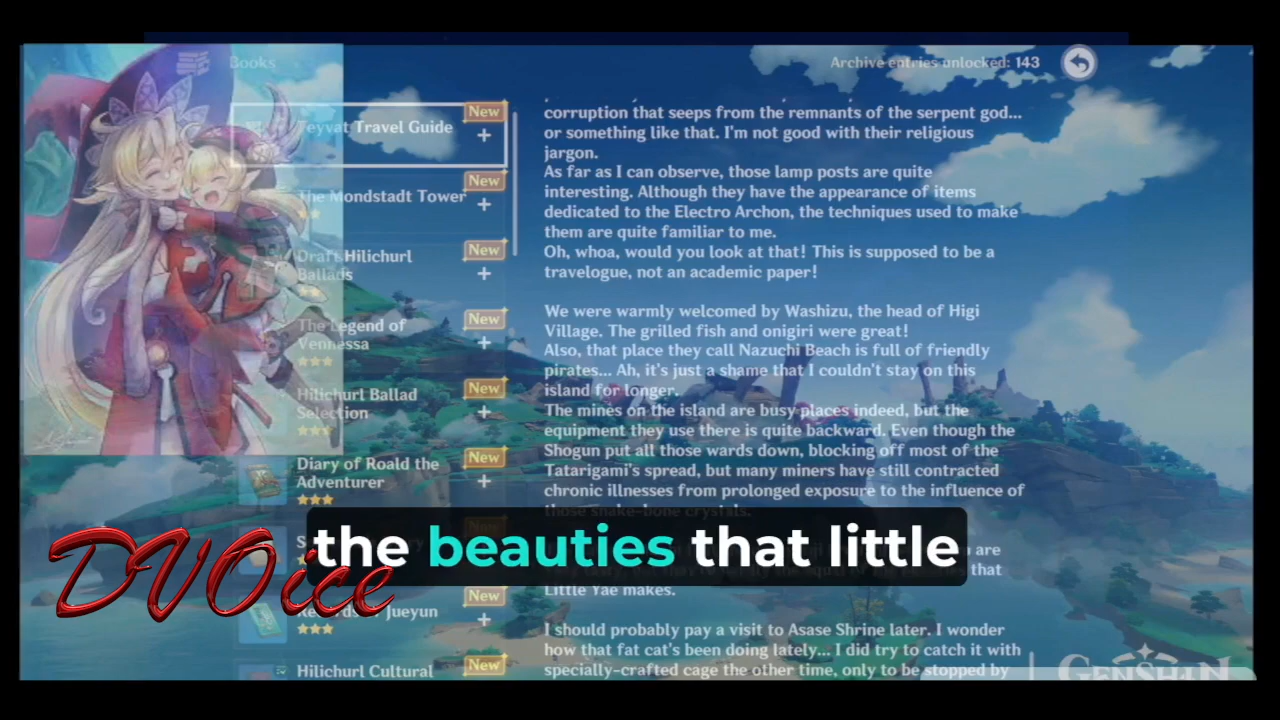 Books
Archive entries unlocked: 143
New
Teyvat Travel Guide
New
The Mondstadt Tower
New
Draft Hilichurl
Ballads
New
The Legend of
Vennessa
New
Hilichurl Ballad
Selection
New
Diary of Roald the
Adventurer
New
Jueyun
New
Hilichurl Cultural
corruption that seeps from the remnants of the serpent god...
or something like that. I'm not good with their religious
jargon.
As far as I can observe, those lamp posts are quite
interesting. Although they have the appearance of items
dedicated to the Electro Archon, the techniques used to make
them are quite familiar to me.
Oh, whoa, would you look at that! This is supposed to be a
travelogue, not an academic paper!
We were warmly welcomed by Washizu, the head of Higi
Village. The grilled fish and onigiri were great!
Also, that place they call Nazuchi Beach is full of friendly
pirates... Ah, it's just a shame that I couldn't stay on this
island for longer.
The mines on the island are busy places indeed, but the
equipment they use there is quite backward. Even though the
Shogun put all those wards down, blocking off most of the
Tatarigami's spread, but many miners have still contracted
chronic illnesses from prolonged exposure to the influence of
those snake-bone crystals.
are
that
Little Yae makes.
I should probably pay a visit to Asase Shrine later. I wonder
how that fat cat's been doing lately... I did try to catch it with
specially-crafted cage the other time, only to be stopped by
the beauties that little
DVOice
GENSHIN